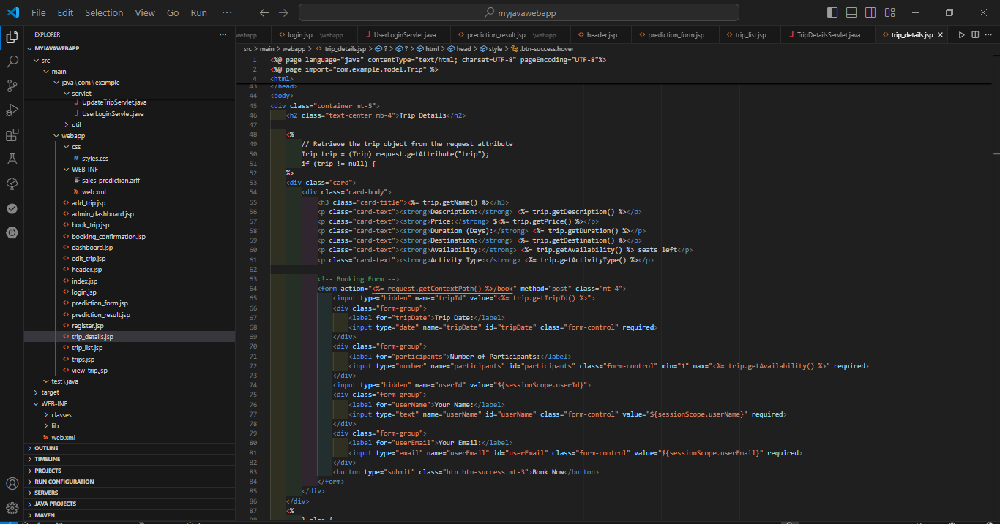 File Edit Selection View Go Run ··· myjavawebapp
EXPLORER ···
webapp login.jsp ...\webapp UserLoginServlet.java prediction_result.jsp ...\webapp header.jsp prediction_form.jsp trip_list.jsp TripDetailsServlet.java trip_details.jsp
MYJAVAWEBAPP
src
main
java\com\example
servlet
UpdateTripServlet.java
UserLoginServlet.java
util
webapp
css
styles.css
WEB-INF
sales_prediction.arff
web.xml
add_trip.jsp
admin_dashboard.jsp
book_trip.jsp
booking_confirmation.jsp
dashboard.jsp
edit_trip.jsp
header.jsp
index.jsp
login.jsp
prediction_form.jsp
prediction_result.jsp
register.jsp
trip_details.jsp
trip_list.jsp
trips.jsp
view_trip.jsp
test\java
target
WEB-INF
classes
lib
web.xml
OUTLINE
TIMELINE
PROJECTS
RUN CONFIGURATION
SERVERS
JAVA PROJECTS
MAVEN
src > main > webapp > trip_details.jsp > ? > ? > html > head > style > .btn-success:hover
1 <%@ page language="java" contentType="text/html; charset=UTF-8" pageEncoding="UTF-8"%>
2 <%@ page import="com.example.model.Trip" %>
4 <html>
43 </head>
44 <body>
45 <div class="container mt-5">
46 <h2 class="text-center mb-4">Trip Details</h2>
47
48 <%
49 // Retrieve the trip object from the request attribute
50 Trip trip = (Trip) request.getAttribute("trip");
51 if (trip != null) {
52 %>
53 <div class="card">
54 <div class="card-body">
55 <h3 class="card-title"><%= trip.getName() %></h3>
56 <p class="card-text"><strong>Description:</strong> <%= trip.getDescription() %></p>
57 <p class="card-text"><strong>Price:</strong> $<%= trip.getPrice() %></p>
58 <p class="card-text"><strong>Duration (Days):</strong> <%= trip.getDuration() %></p>
59 <p class="card-text"><strong>Destination:</strong> <%= trip.getDestination() %></p>
60 <p class="card-text"><strong>Availability:</strong> <%= trip.getAvailability() %> seats left</p>
61 <p class="card-text"><strong>Activity Type:</strong> <%= trip.getActivityType() %></p>
62
63 <!-- Booking Form -->
64 <form action="<%= request.getContextPath() %>/book" method="post" class="mt-4">
65 <input type="hidden" name="tripId" value="<%= trip.getTripId() %>">
66 <div class="form-group">
67 <label for="tripDate">Trip Date:</label>
68 <input type="date" name="tripDate" id="tripDate" class="form-control" required>
69 </div>
70 <div class="form-group">
71 <label for="participants">Number of Participants:</label>
72 <input type="number" name="participants" id="participants" class="form-control" min="1" max="<%= trip.getAvailability() %>" required>
73 </div>
74 <input type="hidden" name="userId" value="${sessionScope.userId}">
75 <div class="form-group">
76 <label for="userName">Your Name:</label>
77 <input type="text" name="userName" id="userName" class="form-control" value="${sessionScope.userName}" required>
78 </div>
79 <div class="form-group">
80 <label for="userEmail">Your Email:</label>
81 <input type="email" name="userEmail" id="userEmail" class="form-control" value="${sessionScope.userEmail}" required>
82 </div>
83 <button type="submit" class="btn btn-success mt-3">Book Now</button>
84 </form>
85 </div>
86 </div>
87 <%
88 } else {